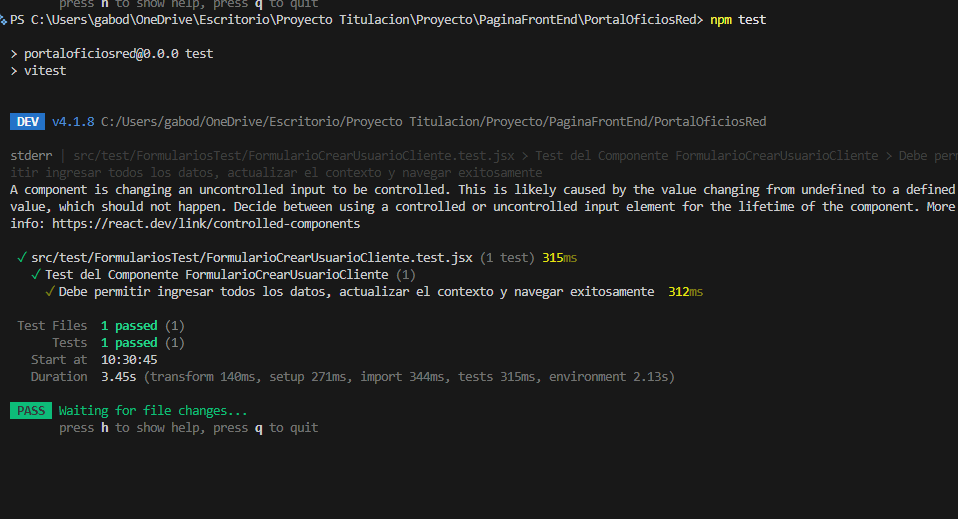 press h to show help, press q to quit
PS C:\Users\gabod\OneDrive\Escritorio\Proyecto Titulacion\Proyecto\PaginaFrontEnd\PortalOficiosRed> npm test
> portaloficiosred@0.0.0 test
> vitest
DEV v4.1.8 C:/Users/gabod/OneDrive/Escritorio/Proyecto Titulacion/Proyecto/PaginaFrontEnd/PortalOficiosRed
stderr | src/test/FormulariosTest/FormularioCrearUsuarioCliente.test.jsx > Test del Componente FormularioCrearUsuarioCliente > Debe perm
itir ingresar todos los datos, actualizar el contexto y navegar exitosamente
A component is changing an uncontrolled input to be controlled. This is likely caused by the value changing from undefined to a defined
value, which should not happen. Decide between using a controlled or uncontrolled input element for the lifetime of the component. More
info: https://react.dev/link/controlled-components
✓ src/test/FormulariosTest/FormularioCrearUsuarioCliente.test.jsx (1 test) 315ms
✓ Test del Componente FormularioCrearUsuarioCliente (1)
✓ Debe permitir ingresar todos los datos, actualizar el contexto y navegar exitosamente 312ms
Test Files 1 passed (1)
Tests 1 passed (1)
Start at 10:30:45
Duration 3.45s (transform 140ms, setup 271ms, import 344ms, tests 315ms, environment 2.13s)
PASS Waiting for file changes...
press h to show help, press q to quit